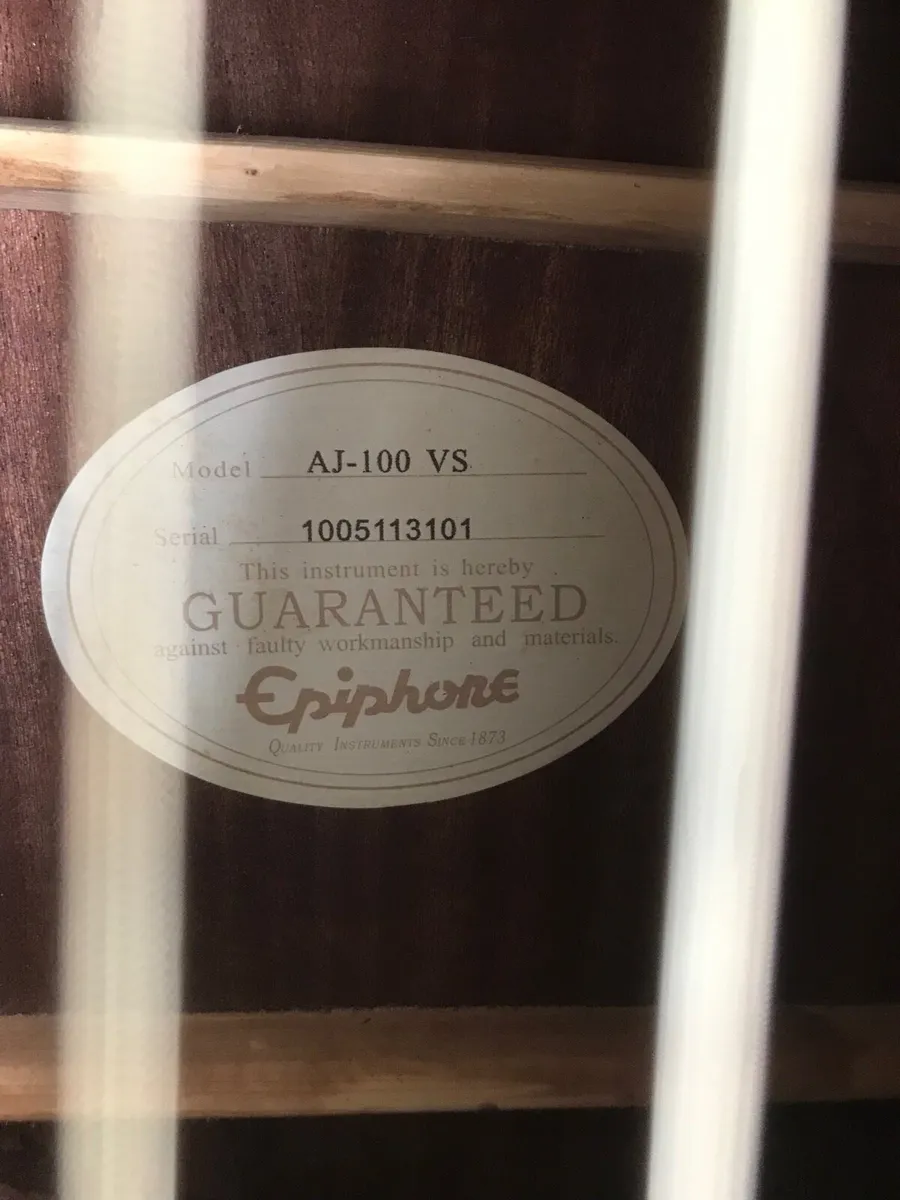 Model AJ-100 VS
Serial 1005113101
This instrument is hereby
GUARANTEED
against faulty workmanship and materials.
Epiphone
QUALITY INSTRUMENTS SINCE 1873